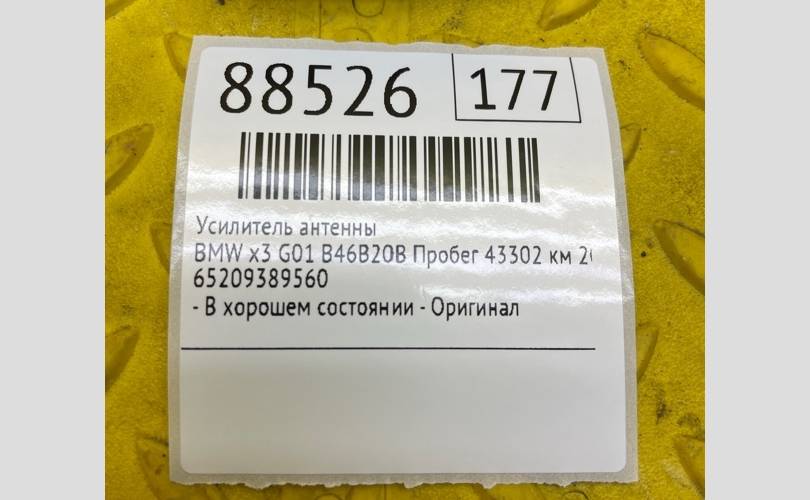 88526 177
Усилитель антенны
BMW x3 G01 B46B20B Пробег 43302 км
65209389560
- В хорошем состоянии - Оригинал